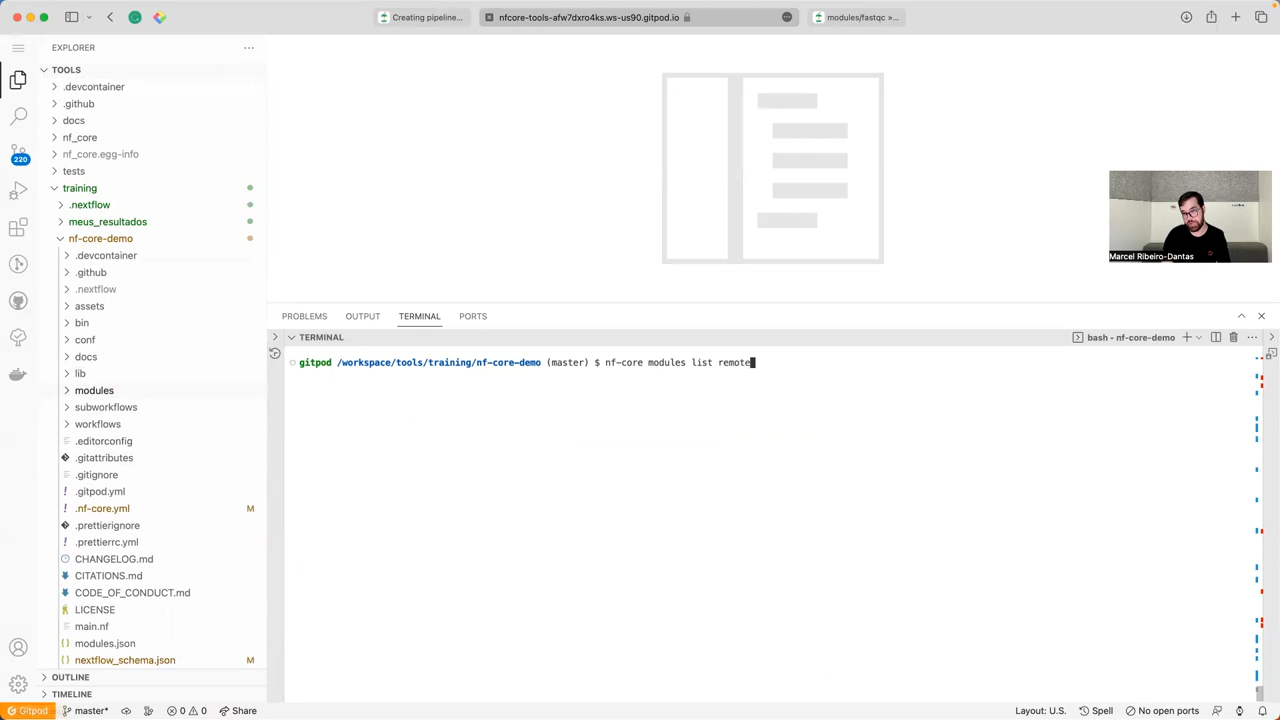 Creating pipeline...
nfcore-tools-afw7dxro4ks.ws-us90.gitpod.io
modules/fastqc »...
EXPLORER
TOOLS
.devcontainer
.github
docs
nf_core
nf_core.egg-info
tests
training
.nextflow
meus_resultados
nf-core-demo
.devcontainer
.github
.nextflow
assets
bin
conf
docs
lib
modules
subworkflows
workflows
.editorconfig
.gitattributes
.gitignore
.gitpod.yml
.nf-core.yml M
.prettierignore
.prettierrc.yml
CHANGELOG.md
CITATIONS.md
CODE_OF_CONDUCT.md
LICENSE
main.nf
modules.json
nextflow_schema.json M
OUTLINE
TIMELINE
220
Marcel Ribeiro-Dantas
PROBLEMS OUTPUT TERMINAL PORTS
TERMINAL
bash - nf-core-demo
gitpod /workspace/tools/training/nf-core-demo (master) $ nf-core modules list remote
Gitpod master* 0 0 Share Layout: U.S. Spell No open ports